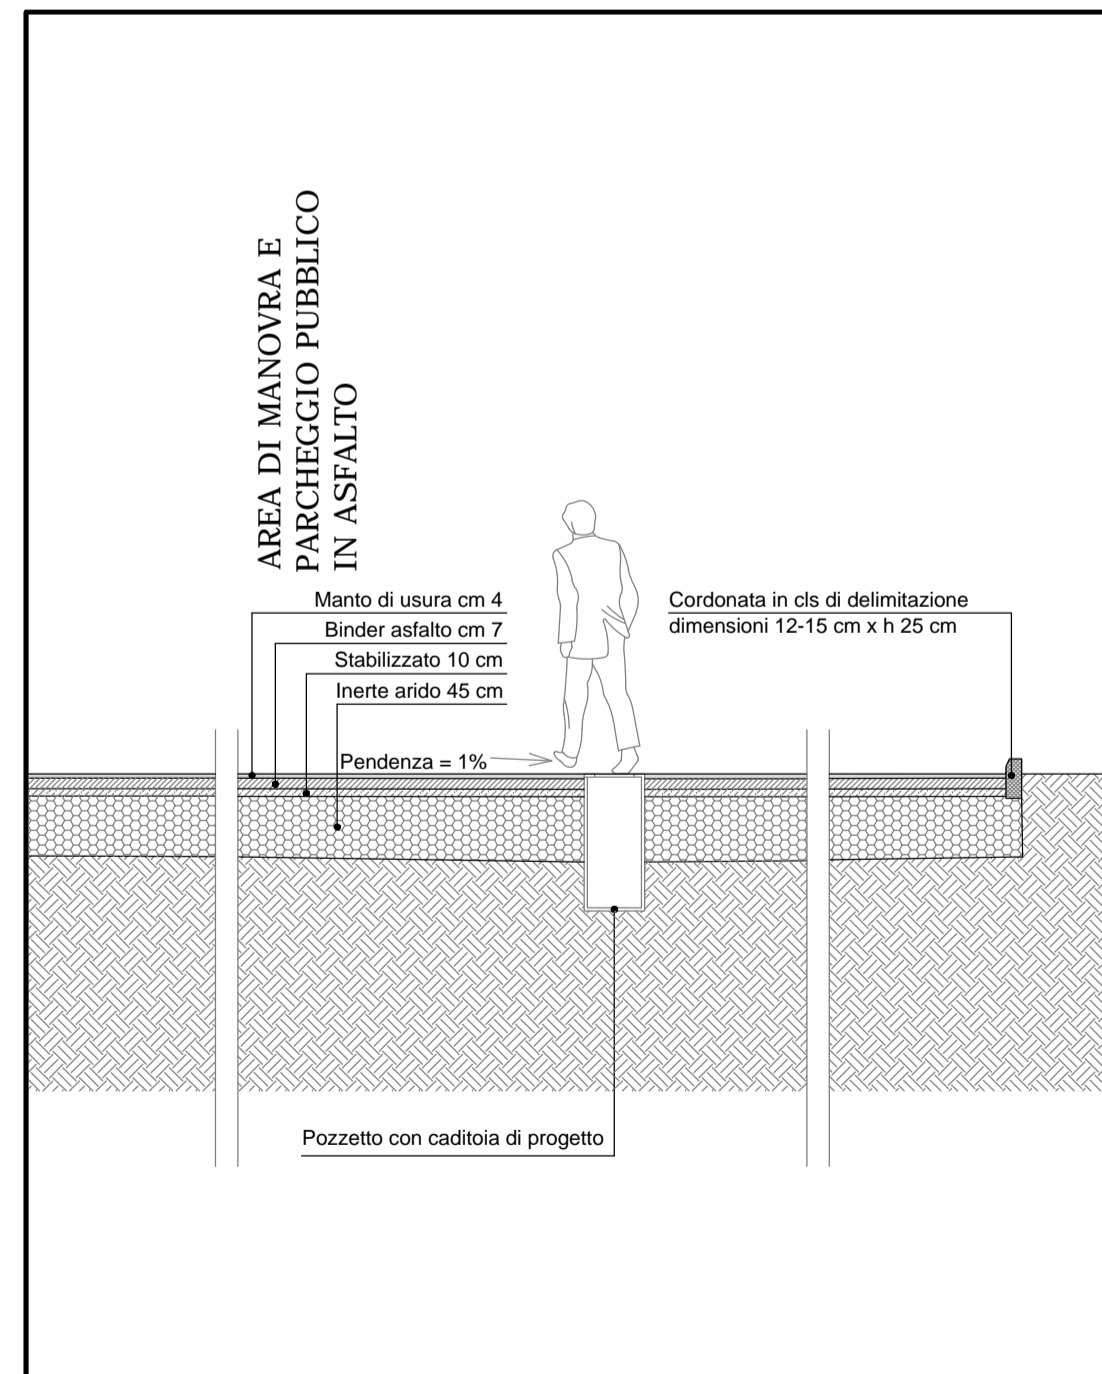 AREA DI MANOVRA E
PARCHEGGIO PUBBLICO
IN ASFALTO
Manto di usura cm 4
Binder asfalto cm 7
Stabilizzato 10 cm
Inerte arido 45 cm
Pendenza = 1%
Cordonata in cls di delimitazione
dimensioni 12-15 cm x h 25 cm
Pozzetto con caditoia di progetto